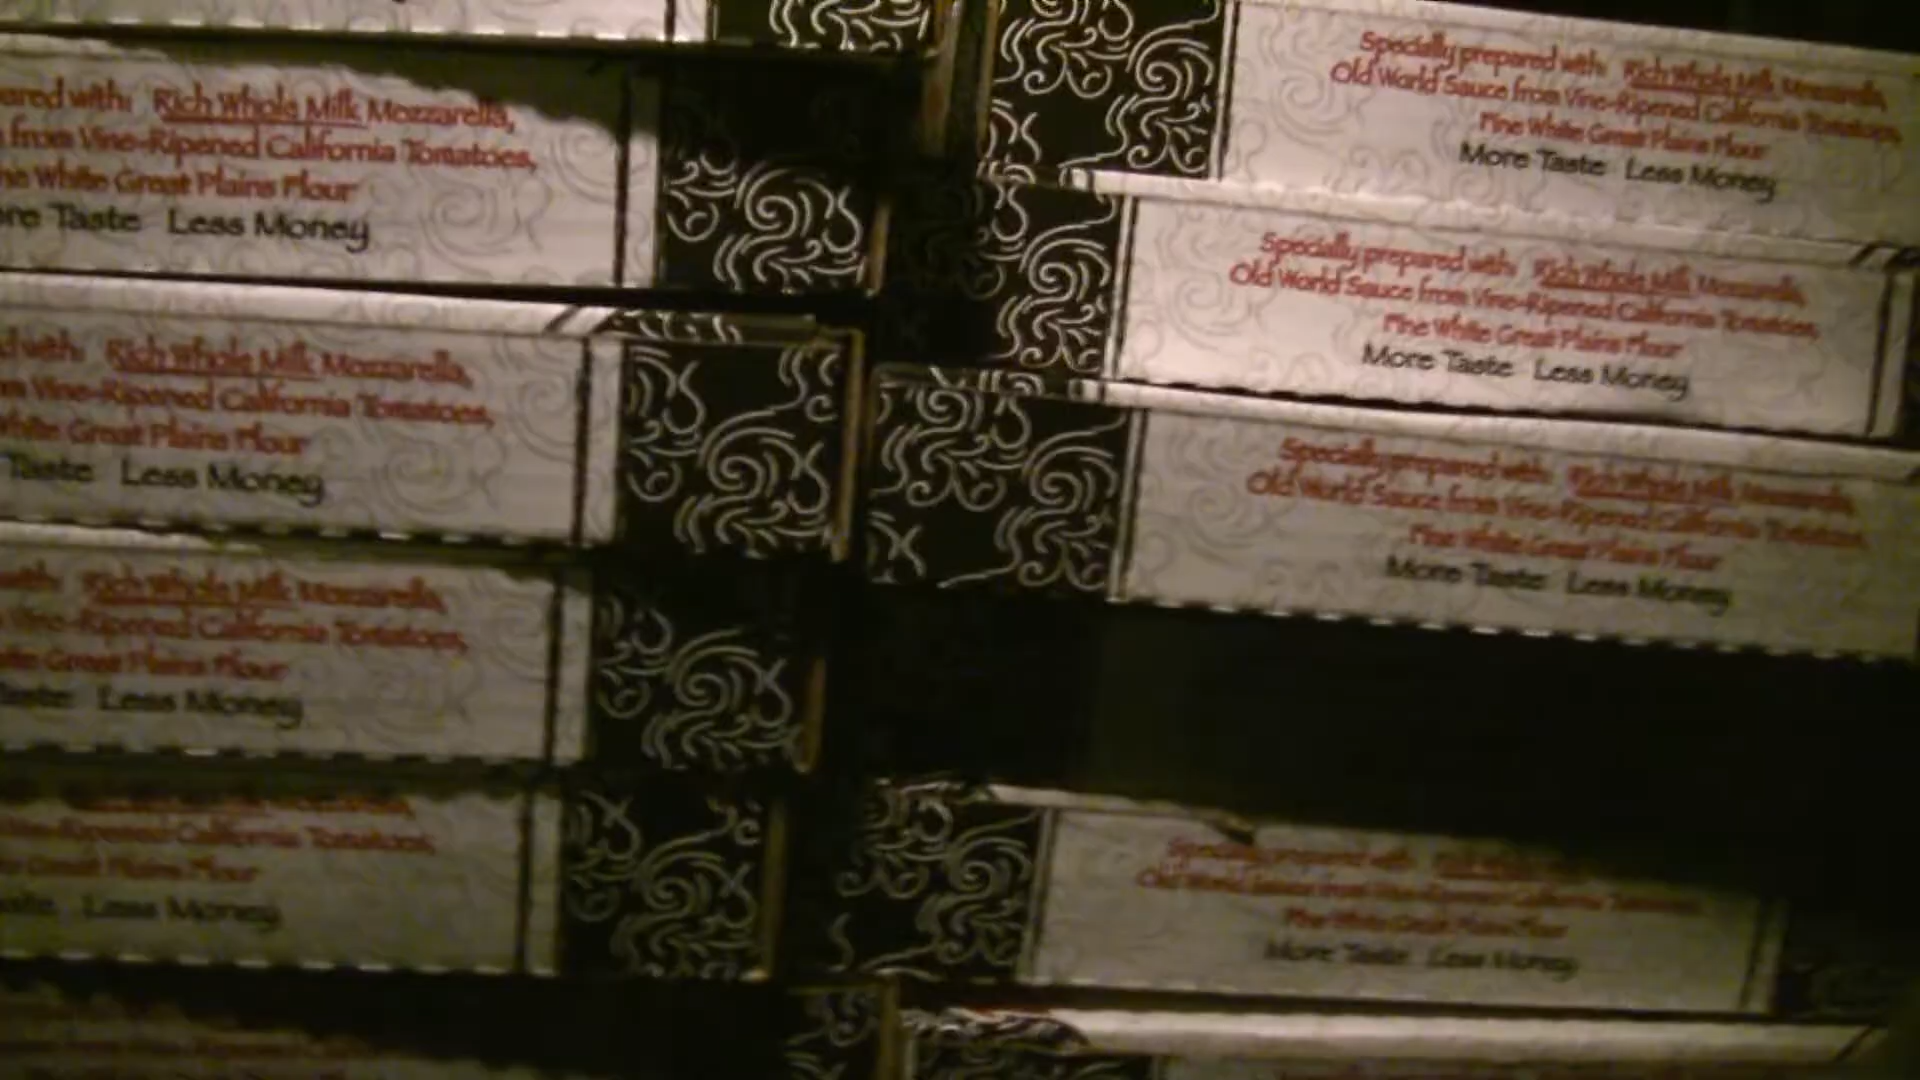 ared with: Rich Whole Milk Mozzarella,
from Vine-Ripened California Tomatoes,
ne White Great Plains Flour
ore Taste Less Money
d with: Rich Whole Milk Mozzarella,
m Vine-Ripened California Tomatoes,
White Great Plains Flour
Taste Less Money
with: Rich Whole Milk Mozzarella,
Vine-Ripened California Tomatoes,
ite Great Plains Flour
Taste Less Money
Vine-Ripened California Tomatoes,
Great Plains Flour
aste Less Money
Specially prepared with: Rich Whole Milk Mozzarella,
Old World Sauce from Vine-Ripened California Tomatoes,
Fine White Great Plains Flour
More Taste Less Money
Specially prepared with: Rich Whole Milk Mozzarella,
Old World Sauce from Vine-Ripened California Tomatoes,
Fine White Great Plains Flour
More Taste Less Money
Specially prepared with: Rich Whole Milk Mozzarella,
Old World Sauce from Vine-Ripened California Tomatoes,
Fine White Great Plains Flour
More Taste Less Money
Specially prepared with:
Old World Sauce from Vine-Ripened California Tomatoes,
Fine White Great Plains Flour
More Taste Less Money